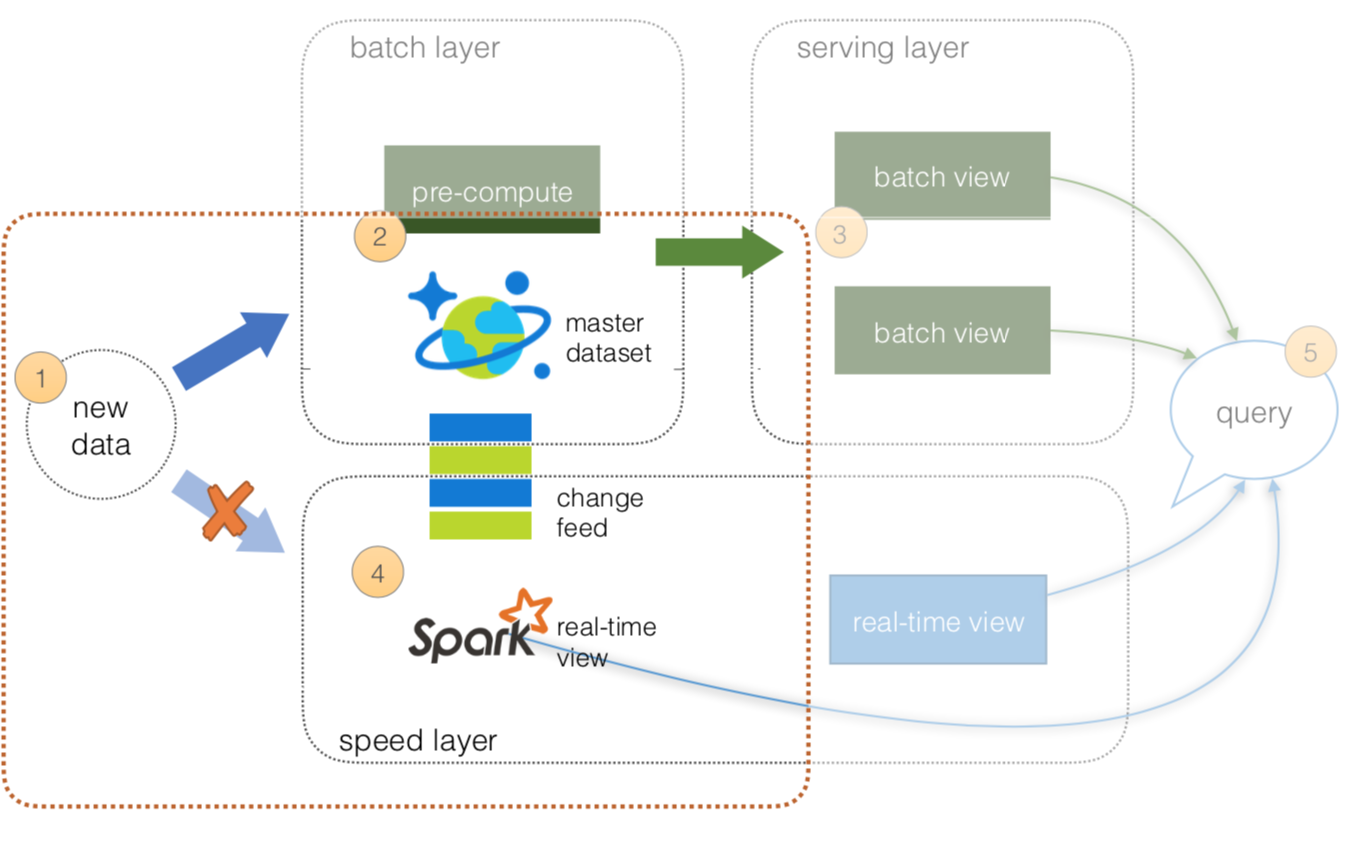 batch layer
serving layer
pre-compute
batch view
2
3
master
dataset
batch view
1
new
data
5
query
change
feed
4
Spark
real-time
view
real-time view
speed layer